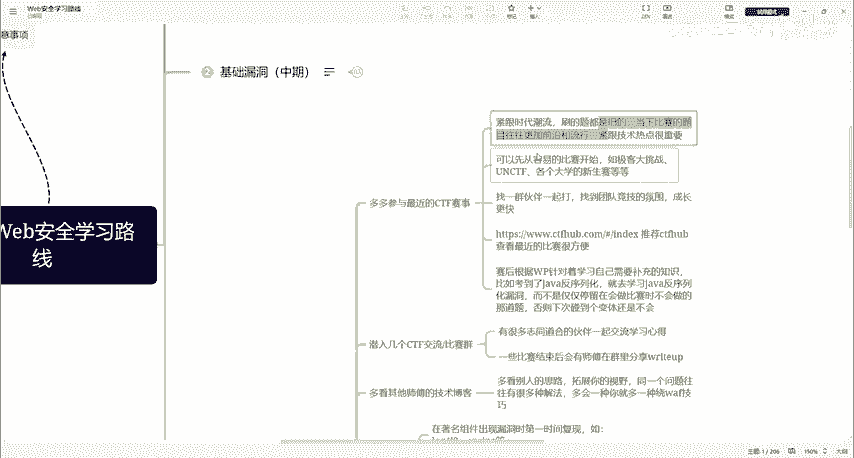 Web安全学习路线
意事项
2 基础漏洞（中期）
紧跟时代潮流，刷的题都是旧的，当下比赛的题
目往往更加前沿和流行，紧跟技术热点很重要
可以先从容易的比赛开始，如极客大挑战、
UNCTF、各个大学的新生赛等等
多多参与最近的CTF赛事
找一群伙伴一起打，找到团队竞技的氛围，成长
更快
Web安全学习路
线
https://www.ctfhub.com/#/index 推荐ctfhub
查看最近的比赛很方便
赛后根据WP针对着学习自己需要补充的知识，
比如考到了java反序列化，就去学习java反序列
化漏洞，而不是仅仅停留在会做比赛时不会做的
那道题，否则下次碰到个变体还是不会
潜入几个CTF交流/比赛群
有很多志同道合的伙伴一起交流学习心得
一些比赛结束后会有师傅在群里分享writeup
多看其他师傅的技术博客
多看别人的思路，拓展你的视野，同一个问题往
往有很多种解法，多会一种你就多一种绕waf技
巧
在著名组件出现漏洞时第一时间复现，如：
主题: 1 / 206
150%
大纲